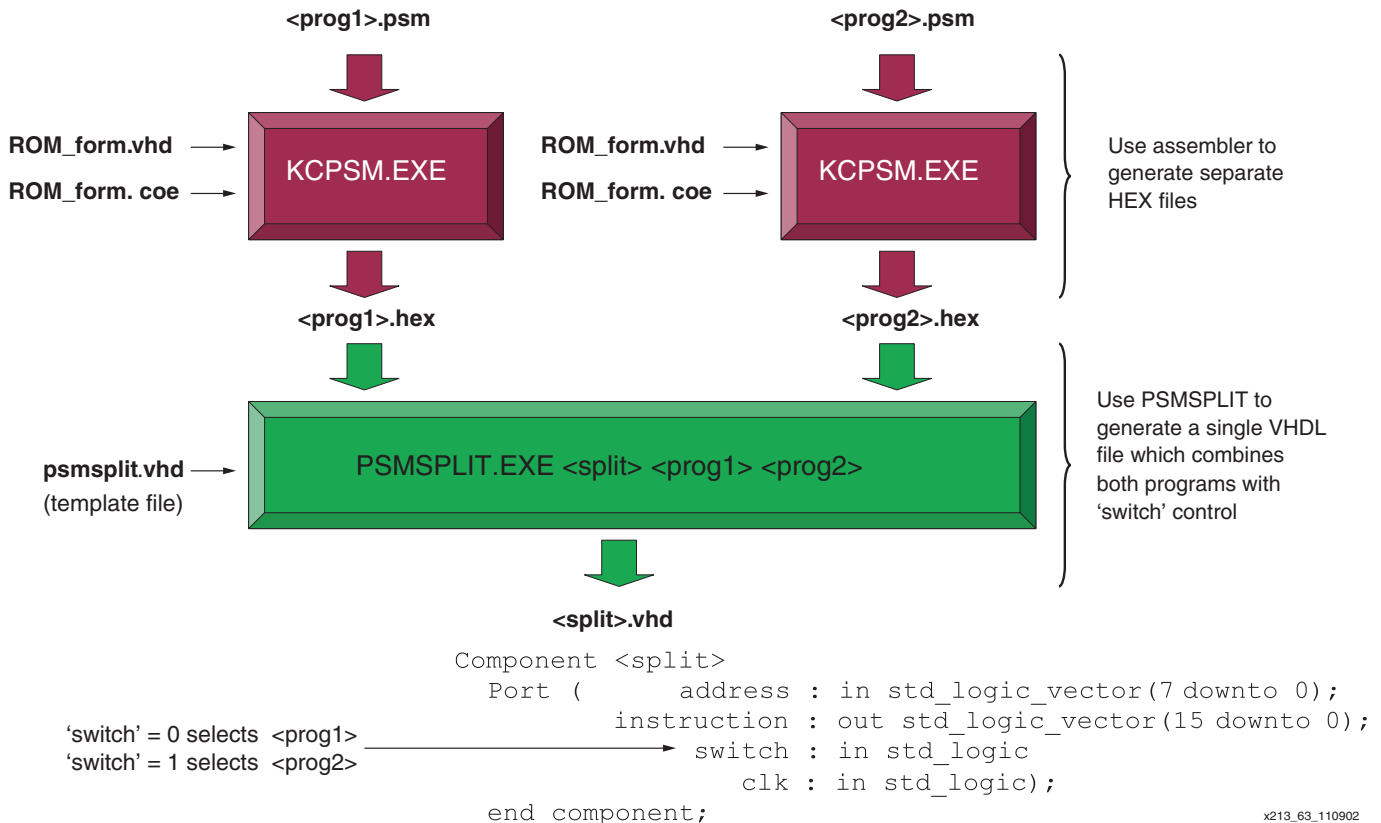 <prog1>.psm
<prog2>.psm
ROM_form.vhd
ROM_form. coe
KCPSM.EXE
ROM_form.vhd
ROM_form. coe
KCPSM.EXE
Use assembler to
generate separate
HEX files
<prog1>.hex
<prog2>.hex
psmsplit.vhd
(template file)
PSMSPLIT.EXE <split> <prog1> <prog2>
Use PSMSPLIT to
generate a single VHDL
file which combines
both programs with
‘switch’ control
<split>.vhd
Component <split>
Port ( address : in std_logic_vector(7 downto 0);
instruction : out std_logic_vector(15 downto 0);
‘switch’ = 0 selects <prog1>
‘switch’ = 1 selects <prog2>
switch : in std_logic
clk : in std_logic);
end component;
x213_63_110902